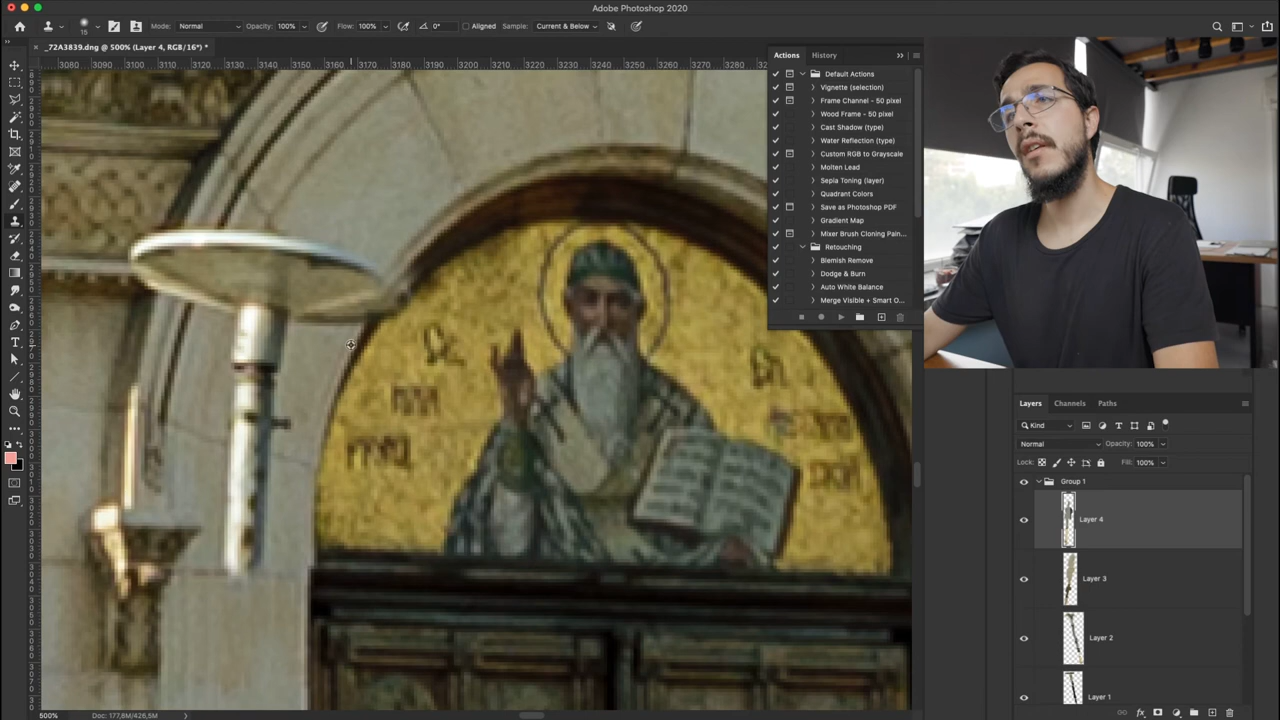 Adobe Photoshop 2020
15
Mode: Normal
Opacity: 100%
Flow: 100%
0°
Aligned
Sample: Current & Below
_72A3839.dng @ 500% (Layer 4, RGB/16*) *
3080 3090 3100 3110 3120 3130 3140 3150 3160 3170 3180 3190 3200 3210 3220 3230 3240 3250 3260 3270 3280
Actions
History
Default Actions
Vignette (selection)
Frame Channel - 50 pixel
Wood Frame - 50 pixel
Cast Shadow (type)
Water Reflection (type)
Custom RGB to Grayscale
Molten Lead
Sepia Toning (layer)
Quadrant Colors
Save as Photoshop PDF
Gradient Map
Mixer Brush Cloning Pain...
Retouching
Blemish Remove
Dodge & Burn
Auto White Balance
Merge Visible + Smart O...
Layers
Channels
Paths
Kind
Normal
Opacity: 100%
Lock:
Fill: 100%
Group 1
Layer 4
Layer 3
Layer 2
Layer 1
500%
Doc: 177,8M/426,5M